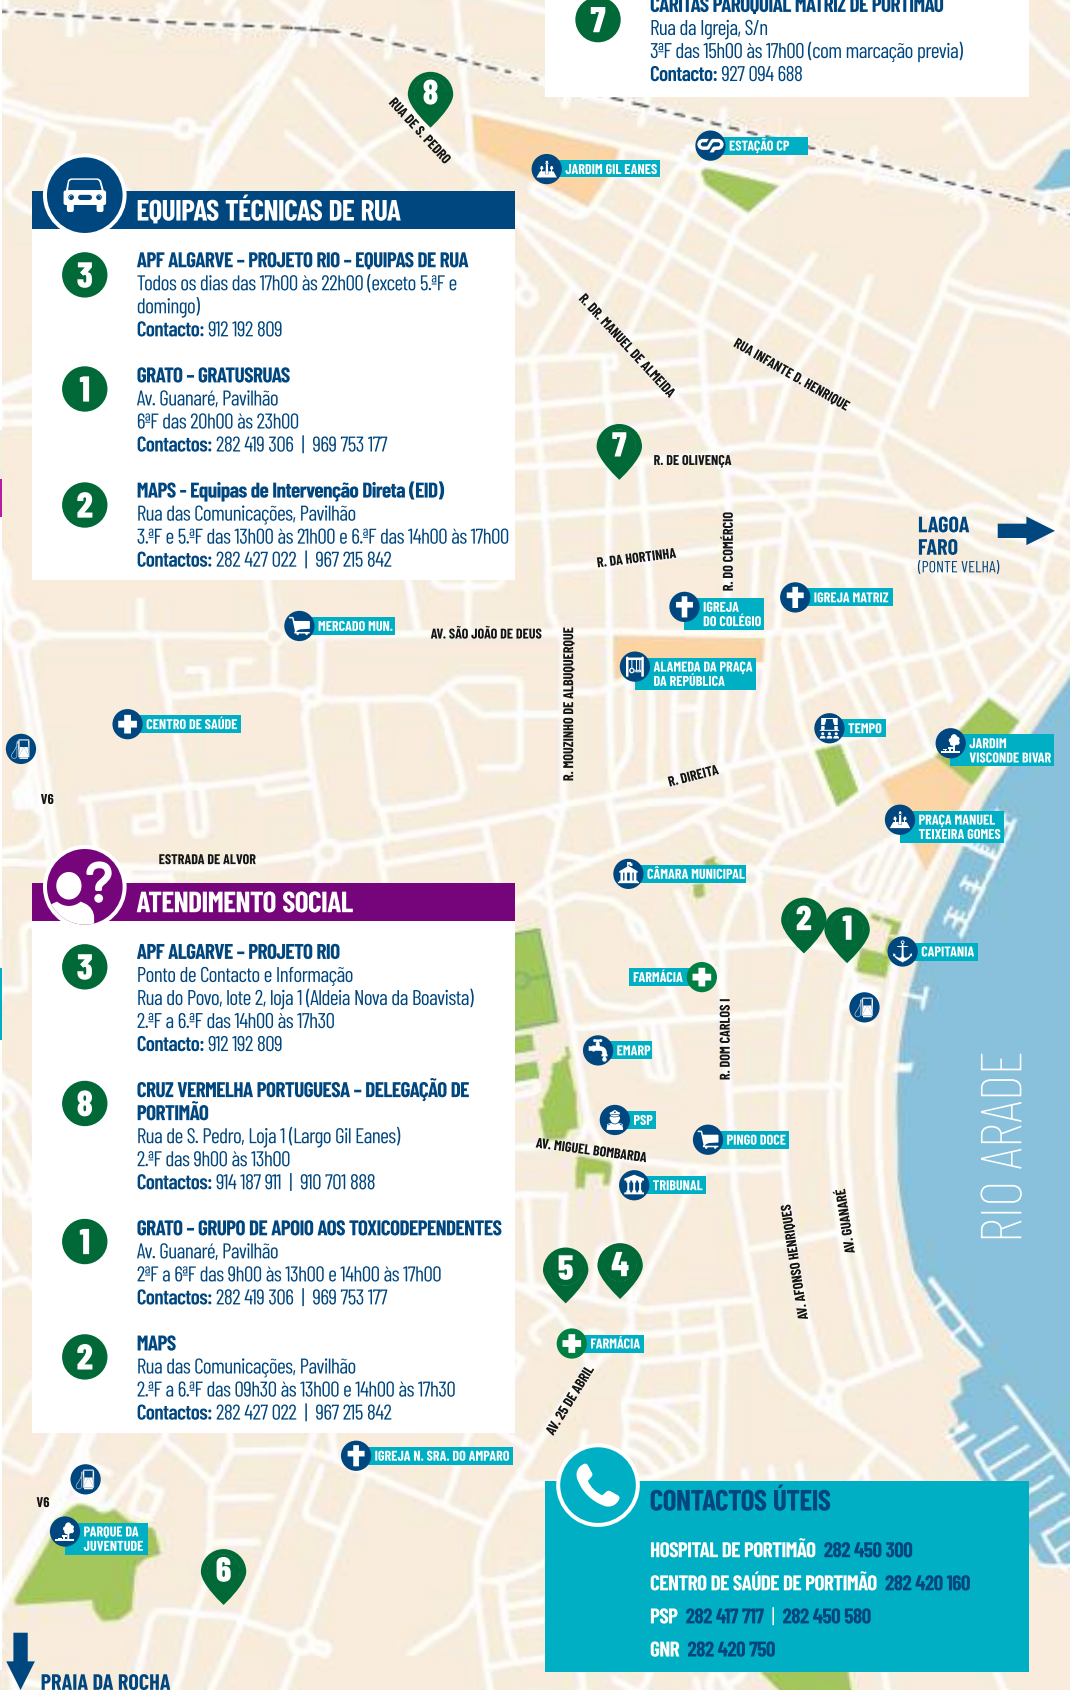 7
CÁRITAS PAROQUIAL MATRIZ DE PORTIMÃO
Rua da Igreja, S/n
3ªF das 15h00 às 17h00 (com marcação previa)
Contacto: 927 094 688
8
RUA DE S. PEDRO
ESTAÇÃO CP
JARDIM GIL EANES
EQUIPAS TÉCNICAS DE RUA
3
APF ALGARVE – PROJETO RIO – EQUIPAS DE RUA
Todos os dias das 17h00 às 22h00 (exceto 5.ªF e
domingo)
Contacto: 912 192 809
1
GRATO – GRATUSRUAS
Av. Guanaré, Pavilhão
6ªF das 20h00 às 23h00
Contactos: 282 419 306 | 969 753 177
2
MAPS - Equipas de Intervenção Direta (EID)
Rua das Comunicações, Pavilhão
3.ªF e 5.ªF das 13h00 às 21h00 e 6.ªF das 14h00 às 17h00
Contactos: 282 427 022 | 967 215 842
R. DR. MANUEL DE ALMEIDA
RUA INFANTE D. HENRIQUE
7
R. DE OLIVENÇA
R. DO COMÉRCIO
LAGOA
FARO
(PONTE VELHA)
R. DA HORTINHA
IGREJA
DO COLÉGIO
IGREJA MATRIZ
MERCADO MUN.
AV. SÃO JOÃO DE DEUS
R. MOUZINHO DE ALBUQUERQUE
ALAMEDA DA PRAÇA
DA REPÚBLICA
CENTRO DE SAÚDE
TEMPO
JARDIM
VISCONDE BIVAR
R. DIREITA
V6
PRAÇA MANUEL
TEIXEIRA GOMES
ESTRADA DE ALVOR
CÂMARA MUNICIPAL
2
1
CAPITANIA
FARMÁCIA
R. DOM CARLOS I
EMARP
PSP
AV. MIGUEL BOMBARDA
PINGO DOCE
TRIBUNAL
AV. AFONSO HENRIQUES
AV. GUANARÉ
RIO ARADE
5
4
FARMÁCIA
AV. 25 DE ABRIL
ATENDIMENTO SOCIAL
3
APF ALGARVE – PROJETO RIO
Ponto de Contacto e Informação
Rua do Povo, lote 2, loja 1 (Aldeia Nova da Boavista)
2.ªF a 6.ªF das 14h00 às 17h30
Contacto: 912 192 809
8
CRUZ VERMELHA PORTUGUESA – DELEGAÇÃO DE
PORTIMÃO
Rua de S. Pedro, Loja 1 (Largo Gil Eanes)
2.ªF das 9h00 às 13h00
Contactos: 914 187 911 | 910 701 888
1
GRATO – GRUPO DE APOIO AOS TOXICODEPENDENTES
Av. Guanaré, Pavilhão
2ªF a 6ªF das 9h00 às 13h00 e 14h00 às 17h00
Contactos: 282 419 306 | 969 753 177
2
MAPS
Rua das Comunicações, Pavilhão
2.ªF a 6.ªF das 09h30 às 13h00 e 14h00 às 17h30
Contactos: 282 427 022 | 967 215 842
IGREJA N. SRA. DO AMPARO
V6
PARQUE DA
JUVENTUDE
6
PRAIA DA ROCHA
CONTACTOS ÚTEIS
HOSPITAL DE PORTIMÃO 282 450 300
CENTRO DE SAÚDE DE PORTIMÃO 282 420 160
PSP 282 417 717 | 282 450 580
GNR 282 420 750